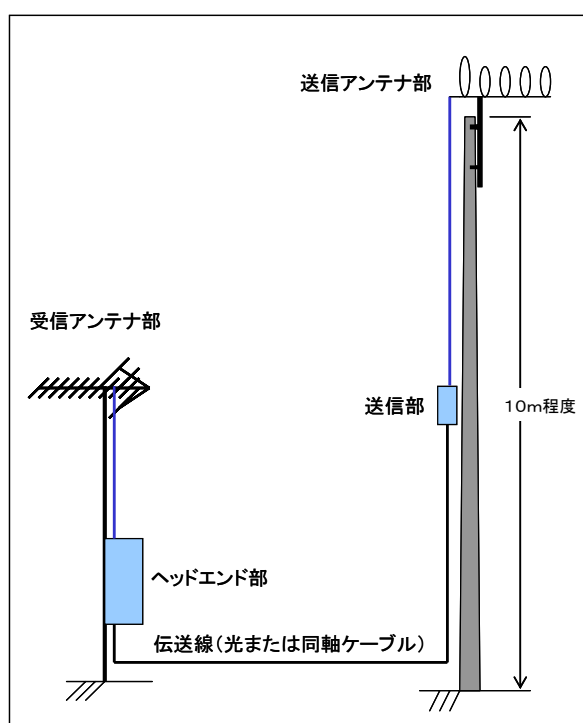 送信アンテナ部
受信アンテナ部
送信部
10m程度
ヘッドエンド部
伝送線(光または同軸ケーブル)